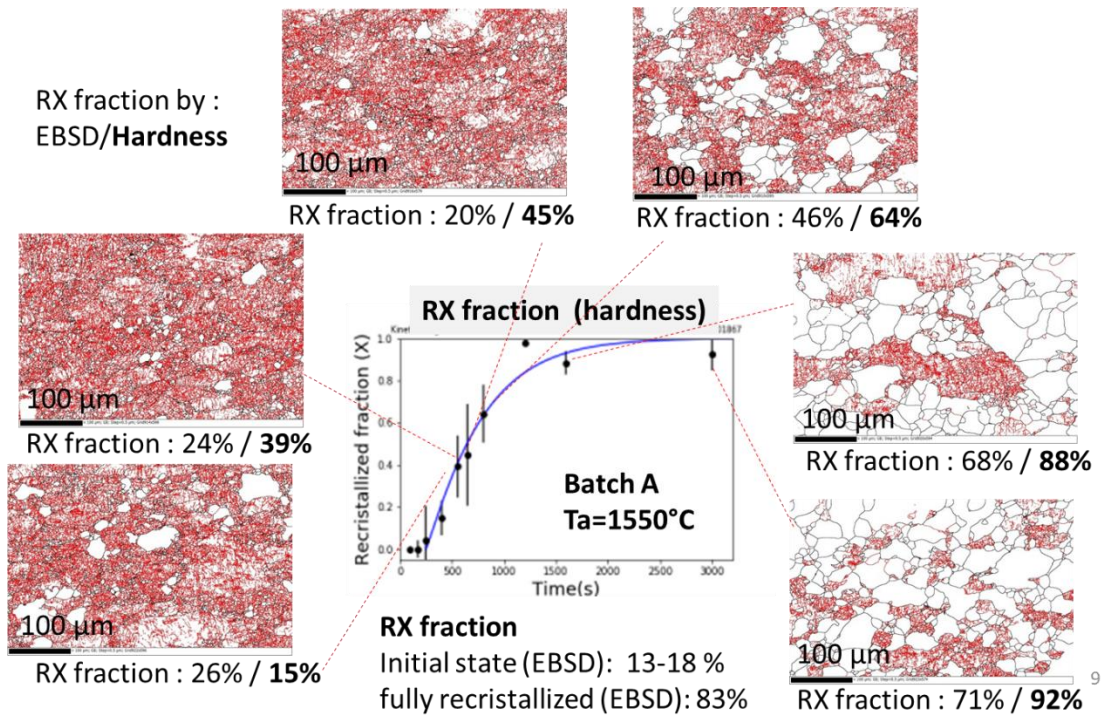 RX fraction by :
EBSD/Hardness
100 µm
RX fraction : 20% / 45%
100 µm
RX fraction : 46% / 64%
100 µm
RX fraction : 24% / 39%
100 µm
RX fraction : 68% / 88%
100 µm
RX fraction : 26% / 15%
100 µm
RX fraction : 71% / 92%
RX fraction (hardness)
Kinet
01867
Recristallized fraction (X)
1.0
0.8
0.6
0.4
0.2
0.0
0 500 1000 1500 2000 2500 3000
Time(s)
Batch A
Ta=1550°C
RX fraction
Initial state (EBSD): 13-18 %
fully recristallized (EBSD): 83%
9